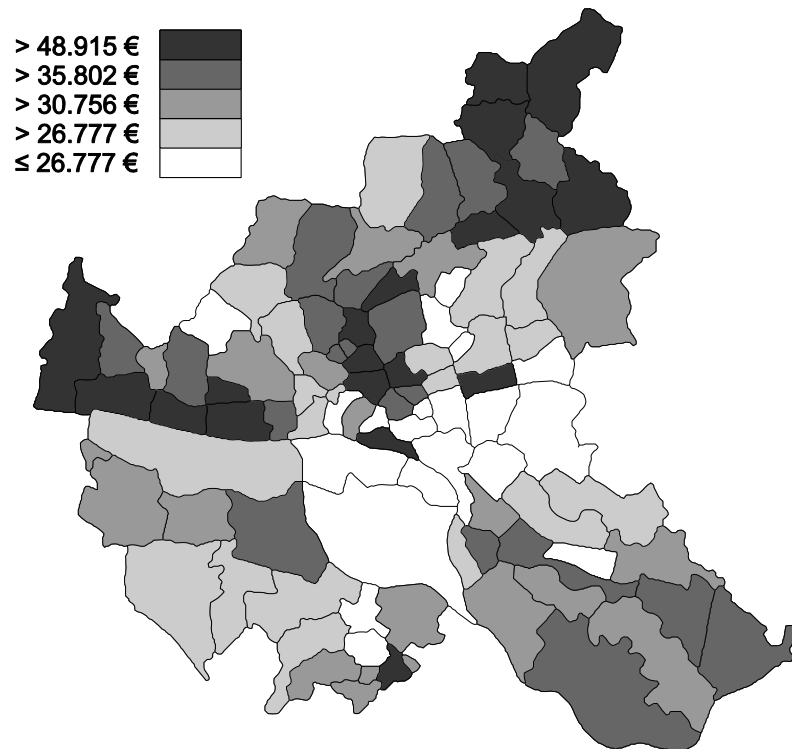 > 48.915 €
> 35.802 €
> 30.756 €
> 26.777 €
≤ 26.777 €